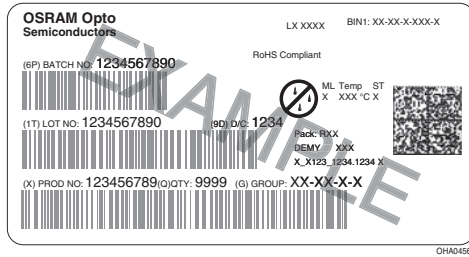 OSRAM Opto
Semiconductors
LX XXXX
BIN1: XX-XX-X-XXX-X
RoHS Compliant
(6P) BATCH NO: 1234567890
ML Temp ST
X XXX °C X
(1T) LOT NO: 1234567890 (9D) D/C: 1234
Pack: RXX
DEMY XXX
X_X123_1234.1234 X
(X) PROD NO: 123456789(Q)QTY: 9999 (G) GROUP: XX-XX-X-X
EXAMPLE
OHA04563